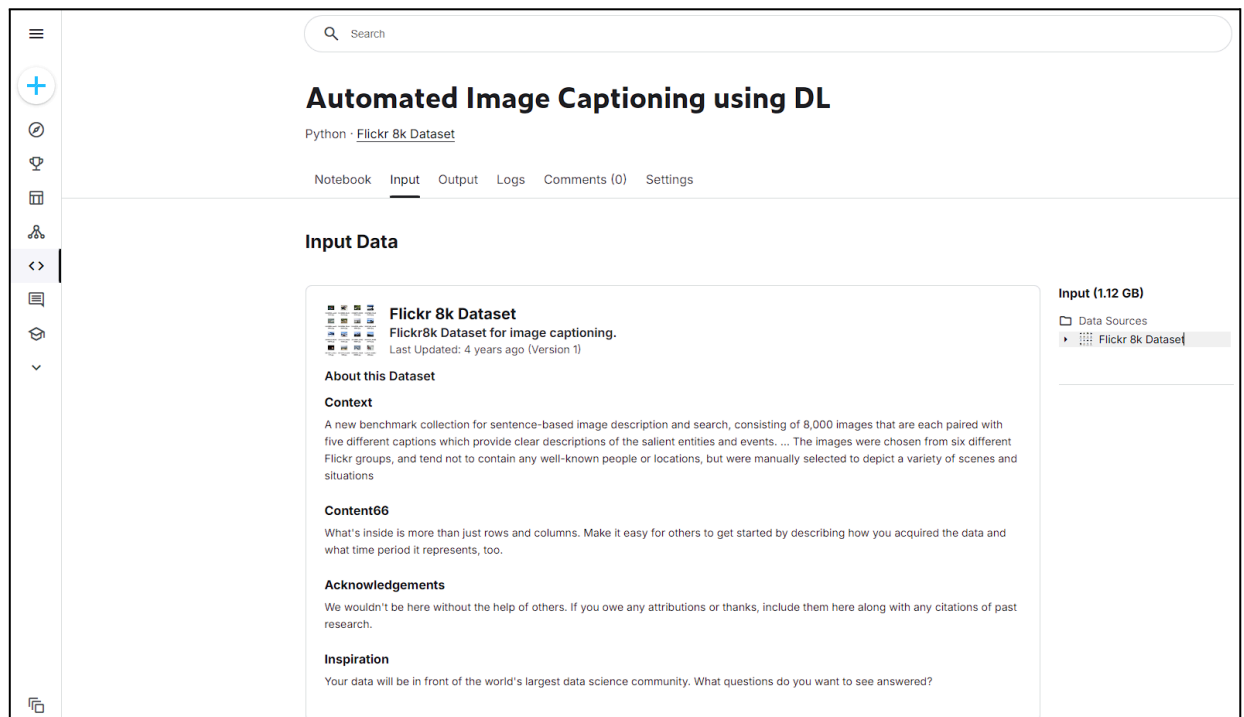 Search
Automated Image Captioning using DL
Python · Flickr 8k Dataset
Notebook Input Output Logs Comments (0) Settings
Input Data
Flickr 8k Dataset
Flickr8k Dataset for image captioning.
Last Updated: 4 years ago (Version 1)
About this Dataset
Context
A new benchmark collection for sentence-based image description and search, consisting of 8,000 images that are each paired with
five different captions which provide clear descriptions of the salient entities and events. … The images were chosen from six different
Flickr groups, and tend not to contain any well-known people or locations, but were manually selected to depict a variety of scenes and
situations
Content66
What's inside is more than just rows and columns. Make it easy for others to get started by describing how you acquired the data and
what time period it represents, too.
Acknowledgements
We wouldn't be here without the help of others. If you owe any attributions or thanks, include them here along with any citations of past
research.
Inspiration
Your data will be in front of the world's largest data science community. What questions do you want to see answered?
Input (1.12 GB)
Data Sources
Flickr 8k Dataset